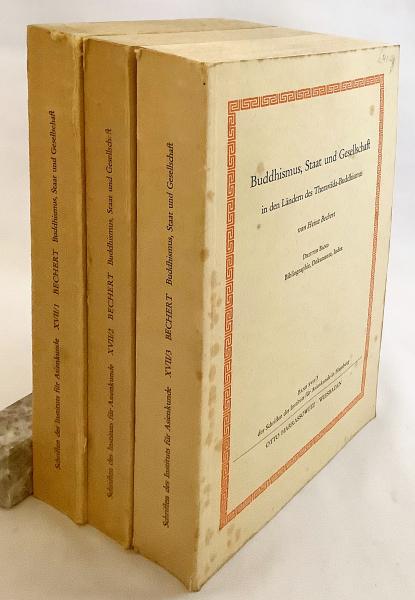 Schriften des Instituts für Asienkunde XVII/1 BECHERT Buddhismus, Staat und Gesellschaft
Schriften des Instituts für Asienkunde XVII/2 BECHERT Buddhismus, Staat und Gesellschaft
Schriften des Instituts für Asienkunde XVII/3 BECHERT Buddhismus, Staat und Gesellschaft
Buddhismus, Staat und Gesellschaft
in den Ländern des Theravāda-Buddhismus
von Heinz Bechert
Dritter Band
Bibliographie, Dokumente, Index
Band XVII/3
der Schriften des Instituts für Asienkunde in Hamburg
OTTO HARRASSOWITZ · WIESBADEN